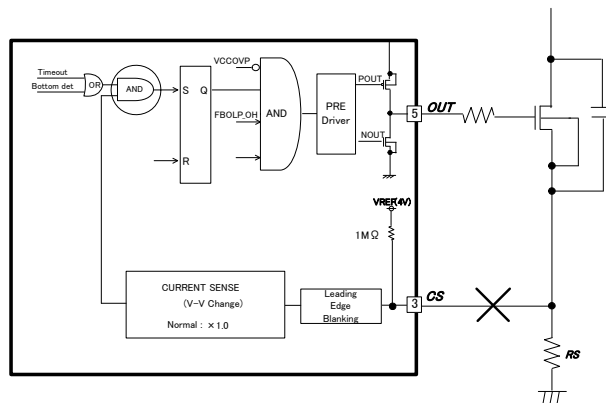 Timeout
Bottom det
OR
AND
S
Q
R
VCCOVP
FBOLP_OH
AND
PRE
Driver
POUT
NOUT
5
OUT
VREF(4V)
1MΩ
CURRENT SENSE
(V-V Change)
Normal : ×1.0
Leading
Edge
Blanking
3
CS
RS